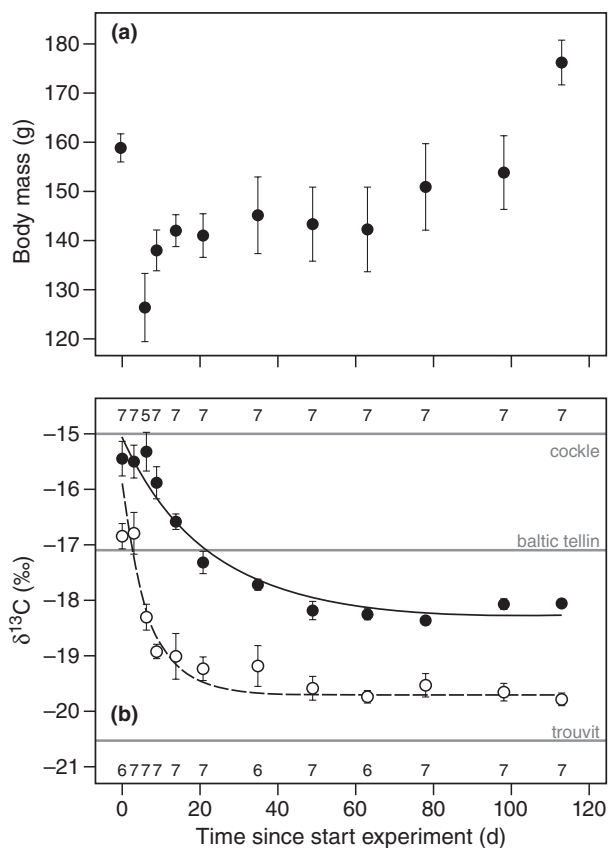 (a)
180
170
160
150
140
130
120
Body mass (g)
7 7 5 7 7 7 7 7 7 7 7 7
–15
cockle
–16
baltic tellin
–17
–18
–19
–20
(b)
trouvit
–21
6 7 7 7 7 7 6 7 6 7 7 7
δ13C (‰)
0 20 40 60 80 100 120
Time since start experiment (d)